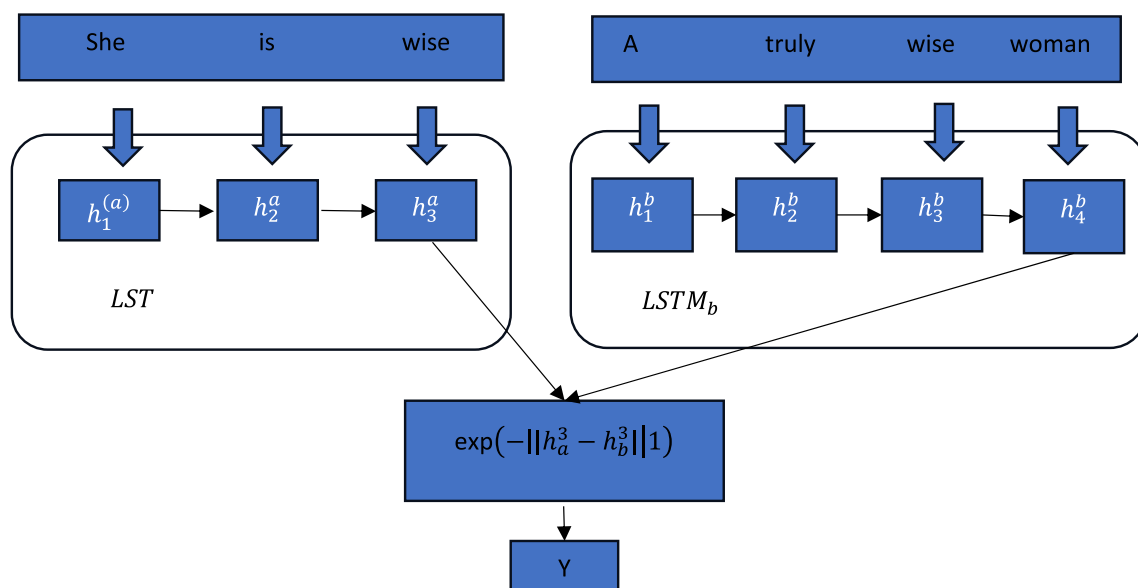 She is wise
A truly wise woman
h_1^{(a)} h_2^a h_3^a
h_1^b h_2^b h_3^b h_4^b
LST
LSTM_b
exp(−||h_a^3 − h_b^3||1)
Y